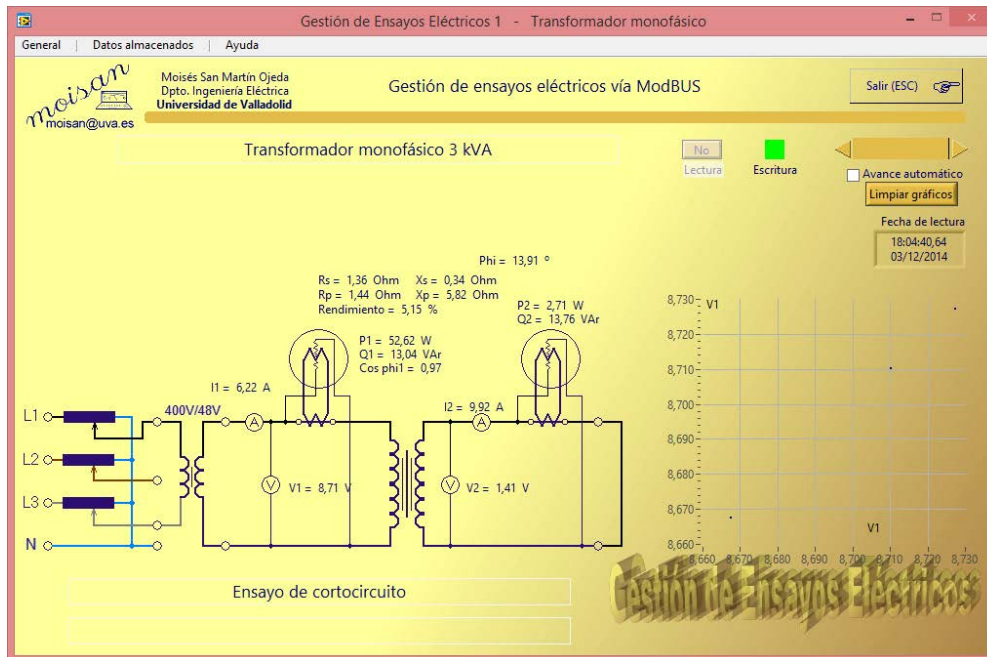 Gestión de Ensayos Eléctricos 1 - Transformador monofásico
General | Datos almacenados | Ayuda
moisan
moisan@uva.es
Moisés San Martín Ojeda
Dpto. Ingeniería Eléctrica
Universidad de Valladolid
Gestión de ensayos eléctricos vía ModBUS
Salir (ESC)
Transformador monofásico 3 kVA
No
Lectura
Escritura
Avance automático
Limpiar gráficos
Fecha de lectura
18:04:40,64
03/12/2014
Phi = 13,91 º
Rs = 1,36 Ohm Xs = 0,34 Ohm
Rp = 1,44 Ohm Xp = 5,82 Ohm
Rendimiento = 5,15 %
P2 = 2,71 W
Q2 = 13,76 VAr
P1 = 52,62 W
Q1 = 13,04 VAr
Cos phi1 = 0,97
I1 = 6,22 A
I2 = 9,92 A
400V/48V
L1
L2
L3
N
A
A
V
V1 = 8,71 V
V
V2 = 1,41 V
8,730
V1
8,720
8,710
8,700
8,690
8,680
8,670
8,660
V1
8,660 8,670 8,680 8,690 8,700 8,710 8,720 8,730
Ensayo de cortocircuito
Gestión de Ensayos Eléctricos